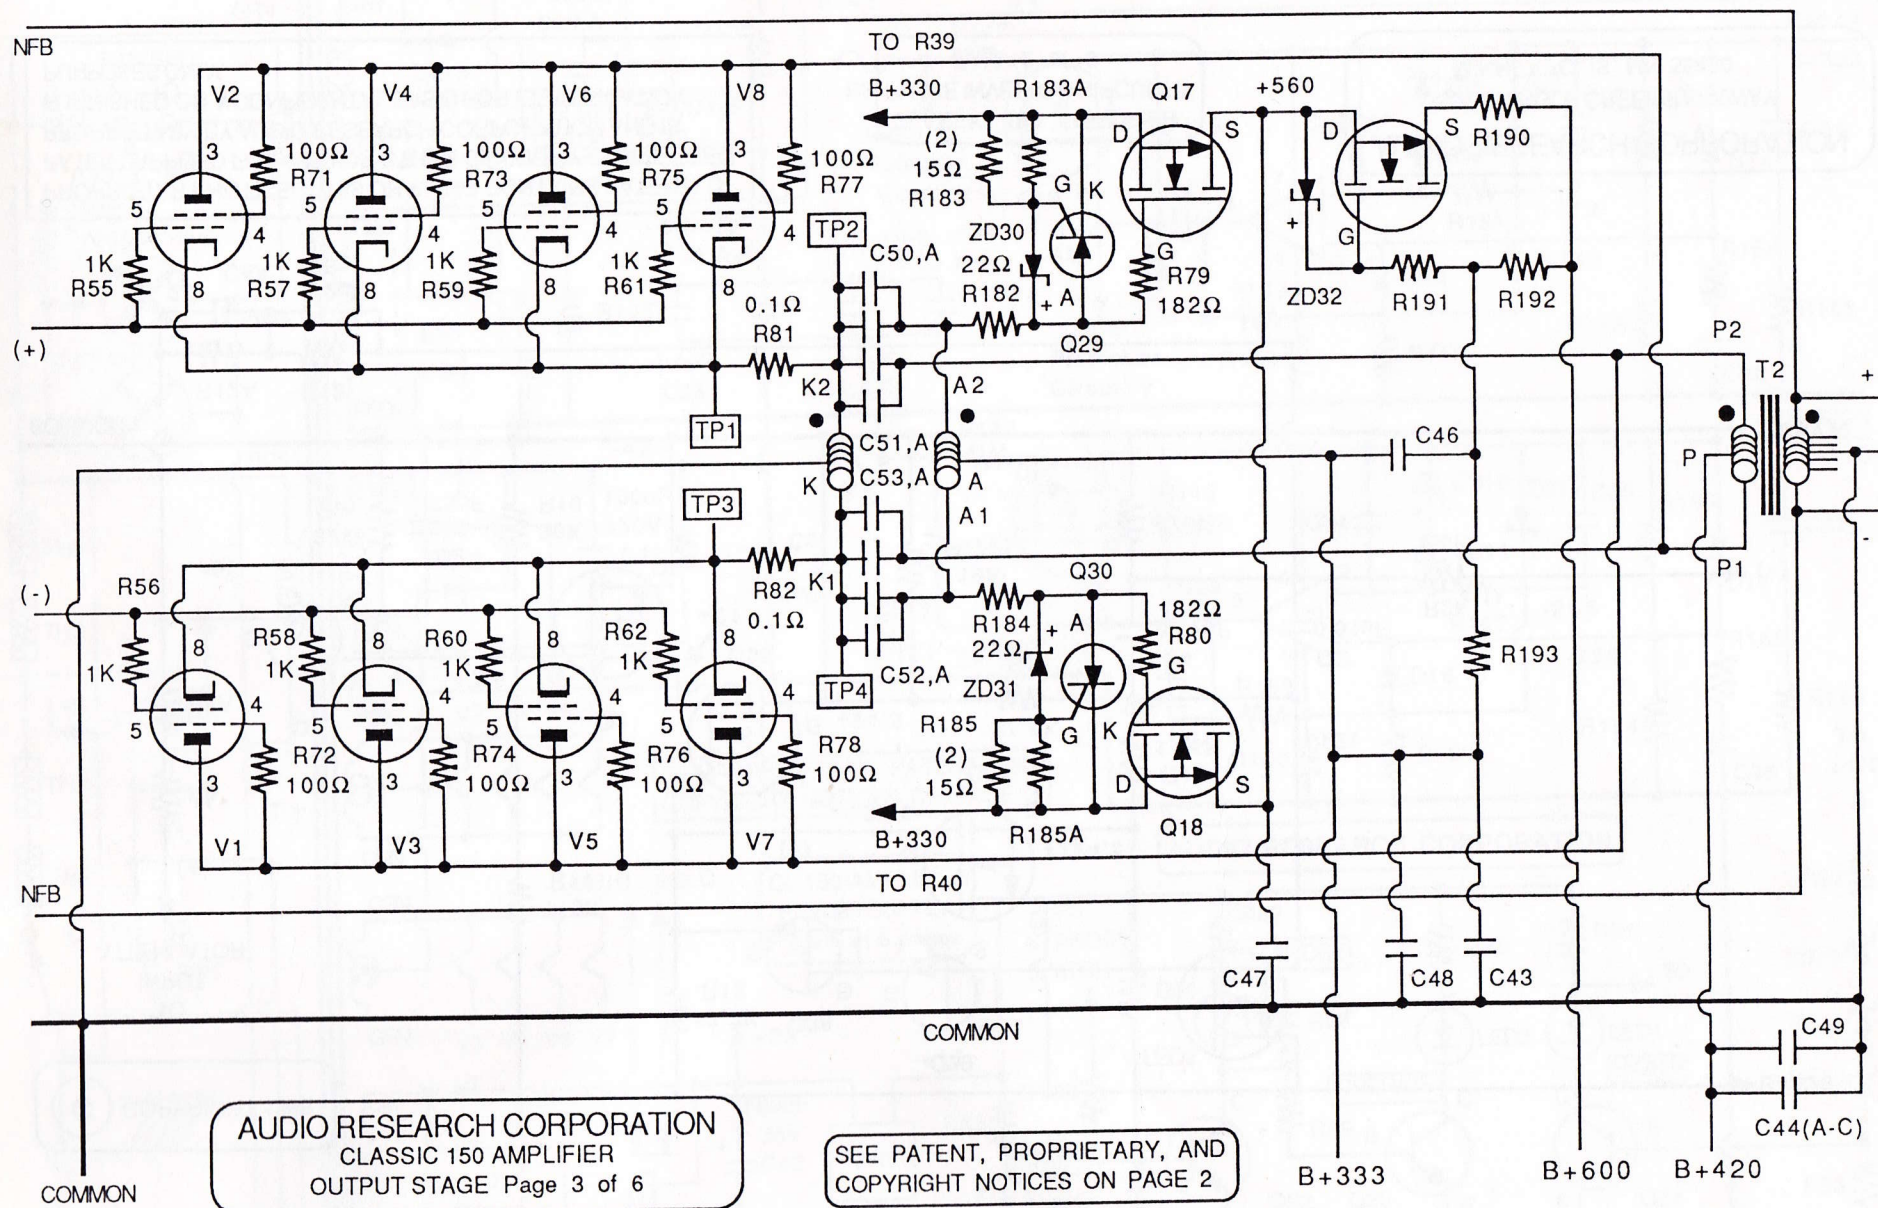 NFB
TO R39
V2
V4
V6
V8
B+330
R183A
Q17
+560
3
100Ω
R71
3
100Ω
R73
3
100Ω
R75
3
100Ω
R77
(2)
15Ω
R183
D
S
D
S
R190
5
4
5
4
5
4
5
4
G
K
G
G
1K
R55
1K
R57
1K
R59
1K
R61
8
8
8
8
TP2
C50,A
ZD30
22Ω
R182
+
A
R79
182Ω
+
ZD32
R191
R192
0.1Ω
R81
Q29
(+)
K2
A2
P2
T2
+
TP1
C51,A
C46
P
C53,A
K
A
TP3
A1
-
(-)
R56
R82
0.1Ω
K1
Q30
P1
1K
8
R58
1K
8
R60
1K
8
R62
1K
8
R184
22Ω
+
A
182Ω
R80
G
R193
5
4
5
4
5
4
5
4
TP4
C52,A
ZD31
R185
(2)
15Ω
G
K
D
S
3
R72
100Ω
3
R74
100Ω
3
R76
100Ω
3
R78
100Ω
V1
V3
V5
V7
B+330
R185A
Q18
NFB
TO R40
C47
C48
C43
COMMON
C49
C44(A-C)
AUDIO RESEARCH CORPORATION
CLASSIC 150 AMPLIFIER
OUTPUT STAGE Page 3 of 6
SEE PATENT, PROPRIETARY, AND
COPYRIGHT NOTICES ON PAGE 2
B+333
B+600
B+420
COMMON